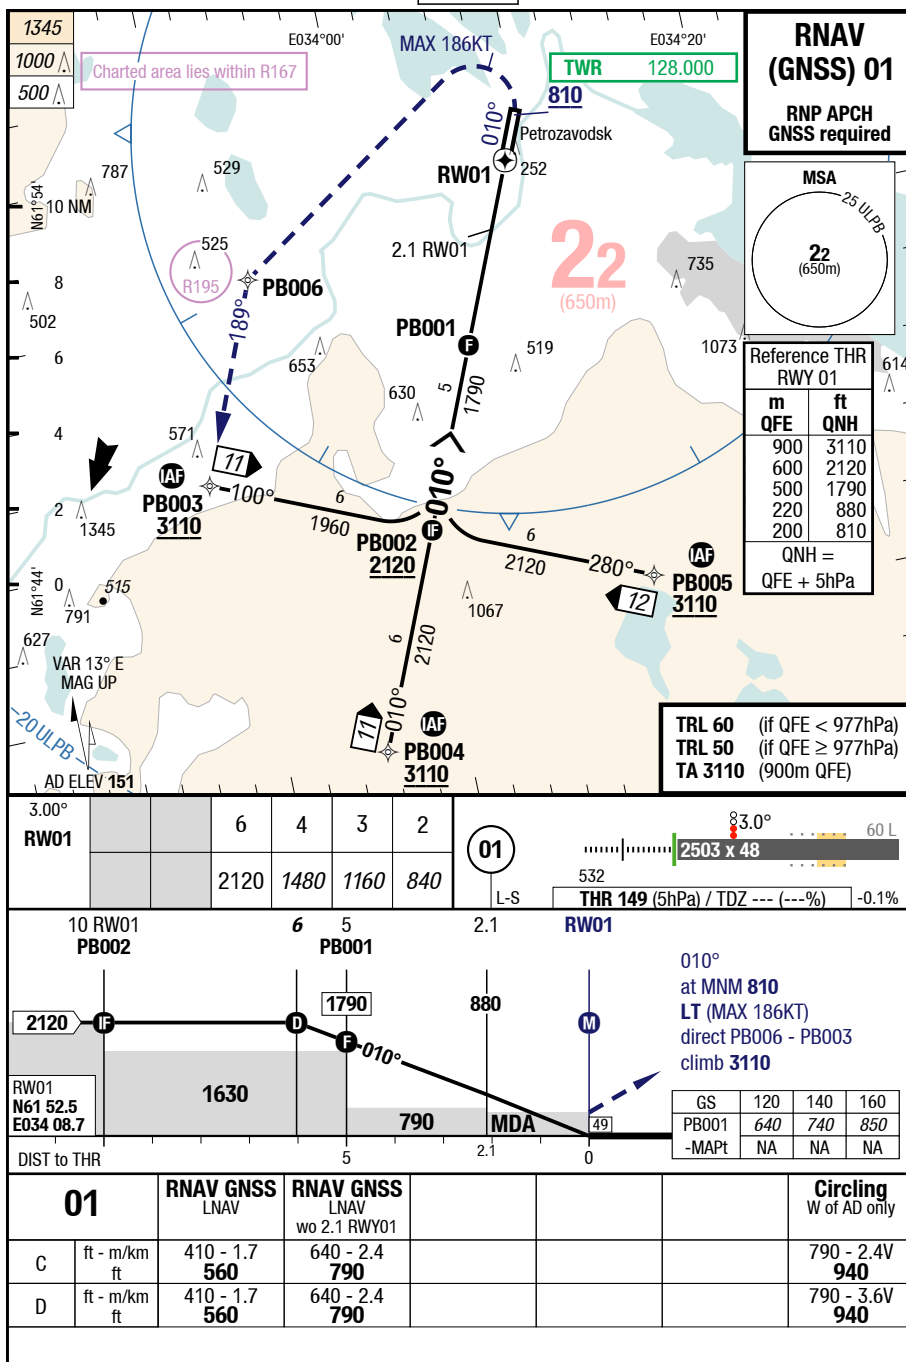 1345
1000
500
Charted area lies within R167
E034°00'
MAX 186KT
E034°20'
TWR 128.000
810
RNAV
(GNSS) 01
RNP APCH
GNSS required
010°
Petrozavodsk
RW01
252
787
529
N61°54'
10 NM
MSA
25 ULPB
22
(650m)
2.1 RW01
22
(650m)
525
R195
735
8
PB006
502
189°
PB001
F
6
653
519
1073
614
5
1790
630
Reference THR
RWY 01
m ft
QFE QNH
900 3110
600 2120
500 1790
220 880
200 810
QNH =
QFE + 5hPa
4
571
11
IAF
PB003
3110
100°
6
1960
010°
2
1345
PB002
2120
IF
6
2120
280°
IAF
PB005
3110
12
N61°44'
0
515
791
1067
627
VAR 13° E
MAG UP
6
2120
20 ULPB
010°
11
IAF
PB004
3110
AD ELEV 151
TRL 60 (if QFE < 977hPa)
TRL 50 (if QFE ≥ 977hPa)
TA 3110 (900m QFE)
3.00°
RW01
6 4 3 2
2120 1480 1160 840
01
L-S
3.0°
60 L
2503 x 48
532
THR 149 (5hPa) / TDZ --- (---%)
-0.1%
10 RW01 6 5 2.1 RW01
PB002 PB001
010°
at MNM 810
LT (MAX 186KT)
direct PB006 - PB003
climb 3110
1790
880
2120
IF
D
F
M
010°
RW01
N61 52.5
E034 08.7
1630
790
MDA
49
GS 120 140 160
PB001 640 740 850
-MAPt NA NA NA
DIST to THR 5 2.1 0
01
RNAV GNSS
LNAV
RNAV GNSS
LNAV
wo 2.1 RWY01
Circling
W of AD only
C ft - m/km 410 - 1.7 640 - 2.4 790 - 2.4V
ft 560 790 940
D ft - m/km 410 - 1.7 640 - 2.4 790 - 3.6V
ft 560 790 940